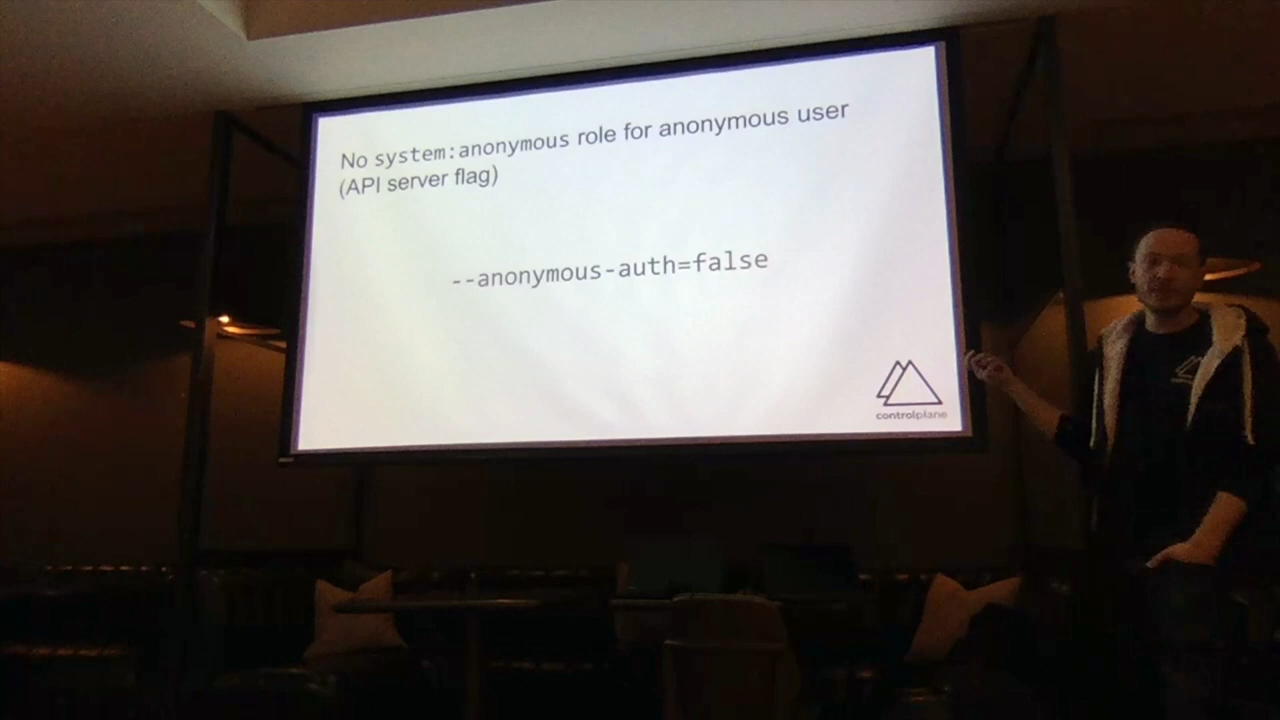 No system:anonymous role for anonymous user
(API server flag)
--anonymous-auth=false
controlplane